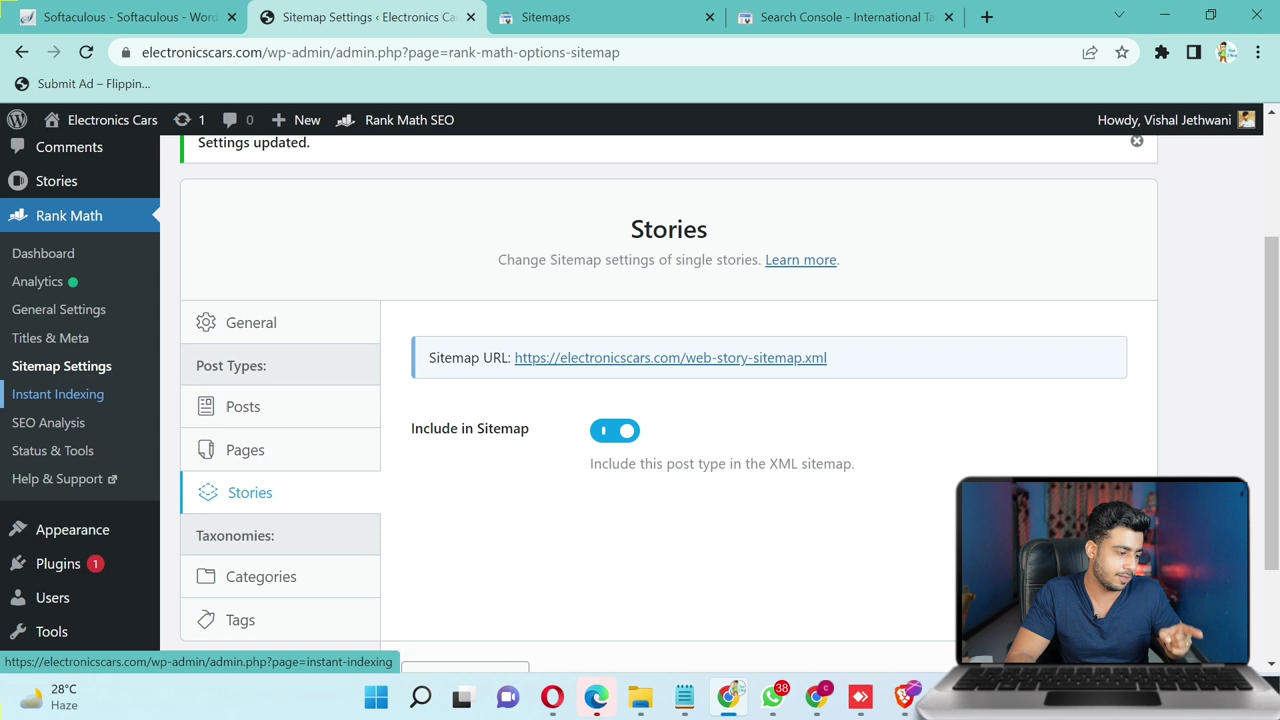 Softaculous - Softaculous - Word
Sitemap Settings ‹ Electronics Ca
Sitemaps
Search Console - International Ta
electronicscars.com/wp-admin/admin.php?page=rank-math-options-sitemap
Submit Ad – Flippin...
Electronics Cars
1
0
New
Rank Math SEO
Howdy, Vishal Jethwani
Comments
Stories
Rank Math
Dashboard
Analytics
General Settings
Titles & Meta
Sitemap Settings
Instant Indexing
SEO Analysis
Status & Tools
Help & Support
Appearance
Plugins 1
Users
Tools
Settings updated.
Stories
Change Sitemap settings of single stories. Learn more.
General
Post Types:
Posts
Pages
Stories
Taxonomies:
Categories
Tags
Sitemap URL: https://electronicscars.com/web-story-sitemap.xml
Include in Sitemap
Include this post type in the XML sitemap.
https://electronicscars.com/wp-admin/admin.php?page=instant-indexing
28°C
Haze
38
C